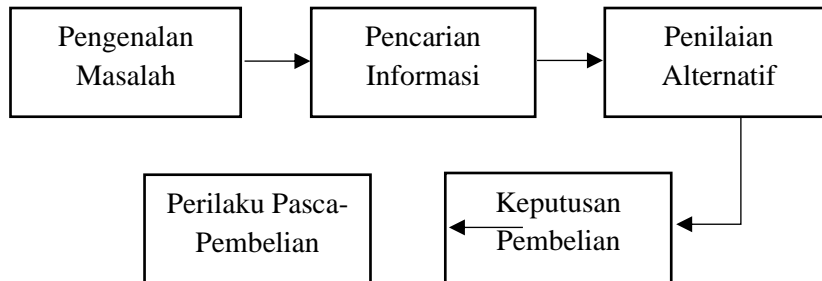 Pengenalan
Masalah
Pencarian
Informasi
Penilaian
Alternatif
Keputusan
Pembelian
Perilaku Pasca-
Pembelian